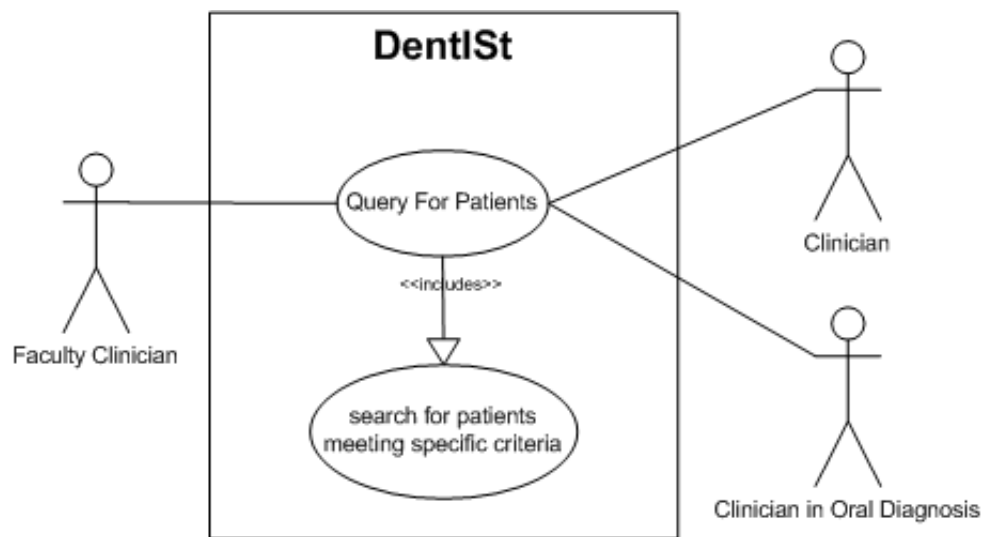 DentISt
Query For Patients
<<includes>>
search for patients
meeting specific criteria
Faculty Clinician
Clinician
Clinician in Oral Diagnosis